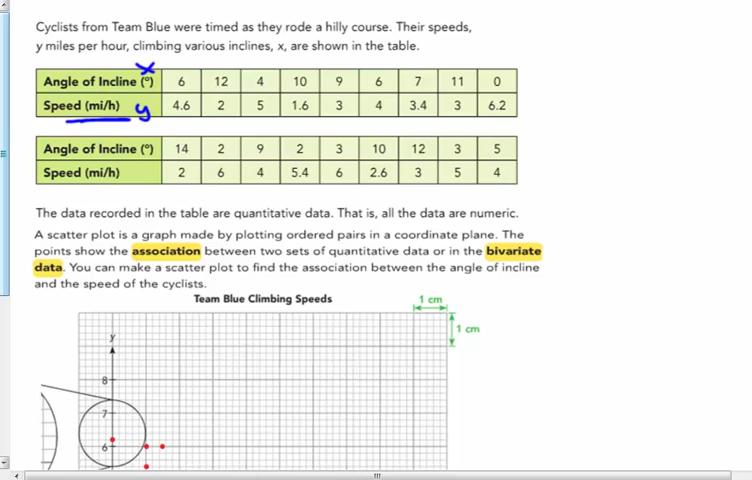 Cyclists from Team Blue were timed as they rode a hilly course. Their speeds,
y miles per hour, climbing various inclines, x, are shown in the table.
x
Angle of Incline (°) 6 12 4 10 9 6 7 11 0
Speed (mi/h) y 4.6 2 5 1.6 3 4 3.4 3 6.2
Angle of Incline (°) 14 2 9 2 3 10 12 3 5
Speed (mi/h) 2 6 4 5.4 6 2.6 3 5 4
The data recorded in the table are quantitative data. That is, all the data are numeric.
A scatter plot is a graph made by plotting ordered pairs in a coordinate plane. The
points show the association between two sets of quantitative data or in the bivariate
data. You can make a scatter plot to find the association between the angle of incline
and the speed of the cyclists.
Team Blue Climbing Speeds
1 cm
1 cm
y
8
7
6